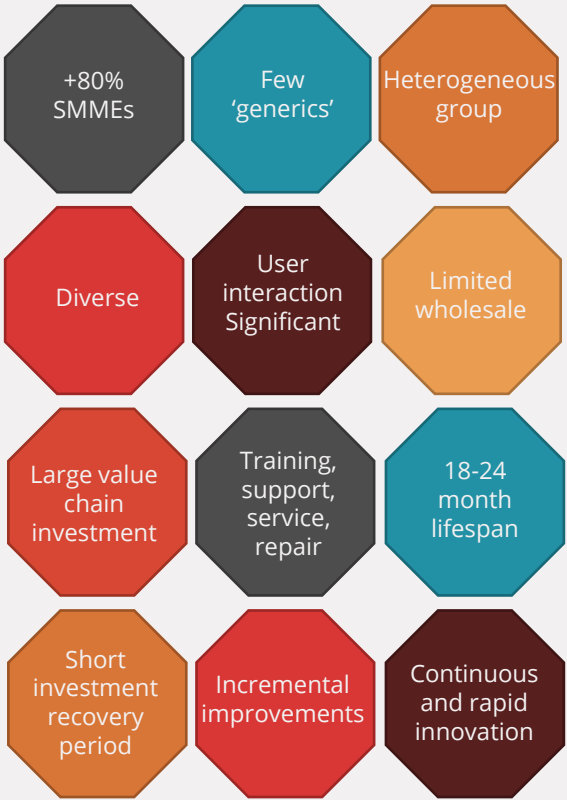 +80%
SMMEs
Few
‘generics’
Heterogeneous
group
Diverse
User
interaction
Significant
Limited
wholesale
Large value
chain
investment
Training,
support,
service,
repair
18-24
month
lifespan
Short
investment
recovery
period
Incremental
improvements
Continuous
and rapid
innovation